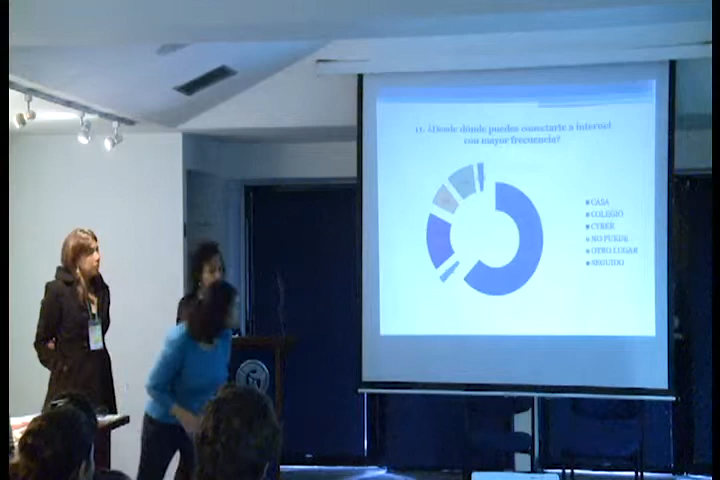 11. ¿Desde dónde puedes conectarte a internet
con mayor frecuencia?
CASA
COLEGIO
CYBER
NO PUEDE
OTRO LUGAR
SEGUIDO